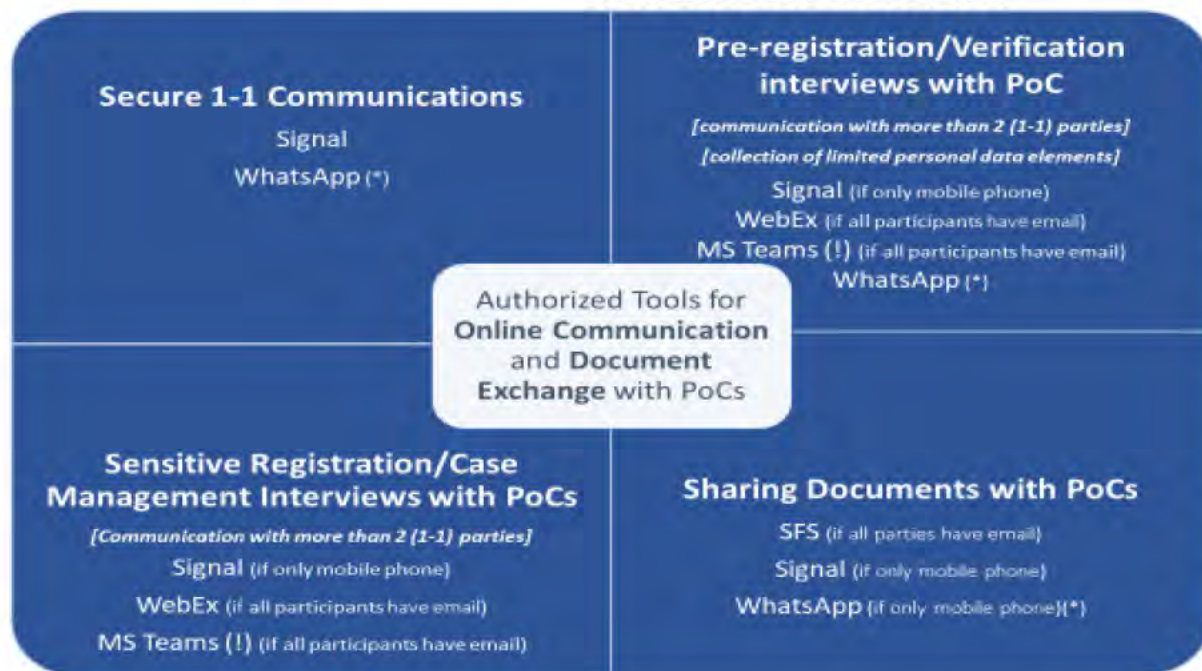 Secure 1-1 Communications
Signal
WhatsApp (*)
Pre-registration/Verification
interviews with PoC
[communication with more than 2 (1-1) parties]
[collection of limited personal data elements]
Signal (if only mobile phone)
WebEx (if all participants have email)
MS Teams (!) (if all participants have email)
WhatsApp (*)
Authorized Tools for
Online Communication
and Document
Exchange with PoCs
Sensitive Registration/Case
Management Interviews with PoCs
[Communication with more than 2 (1-1) parties]
Signal (if only mobile phone)
WebEx (if all participants have email)
MS Teams (!) (if all participants have email)
Sharing Documents with PoCs
SFS (if all parties have email)
Signal (if only mobile phone)
WhatsApp (if only mobile phone)(*)